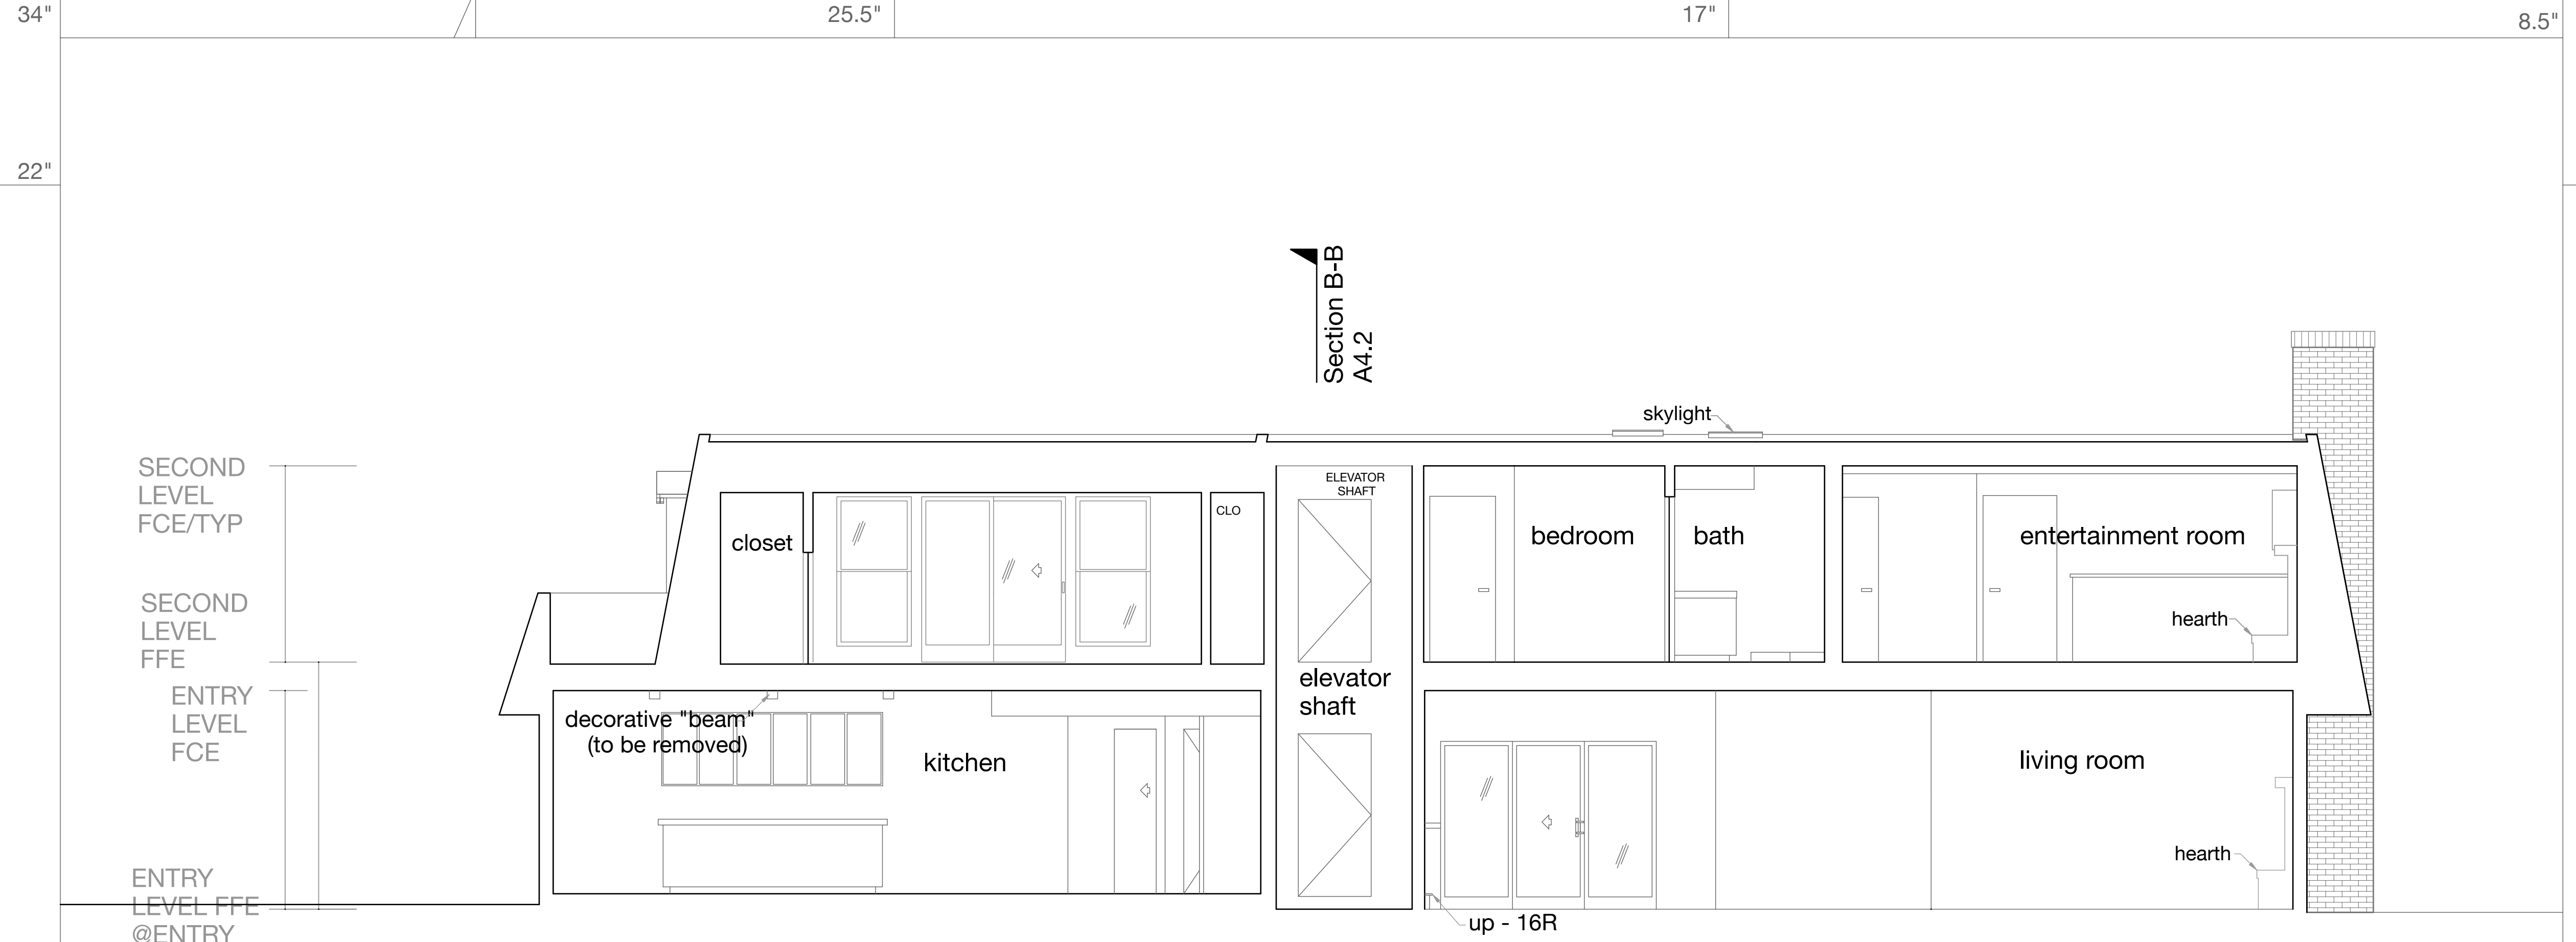 34"
25.5"
17"
8.5"
22"
Section B-B
A4.2
skylight
SECOND
LEVEL
FCE/TYP
ELEVATOR
SHAFT
CLO
closet
bedroom
bath
entertainment room
SECOND
LEVEL
FFE
hearth
elevator
shaft
ENTRY
LEVEL
FCE
decorative "beam"
(to be removed)
kitchen
living room
hearth
ENTRY
LEVEL FFE
@ENTRY
up - 16R